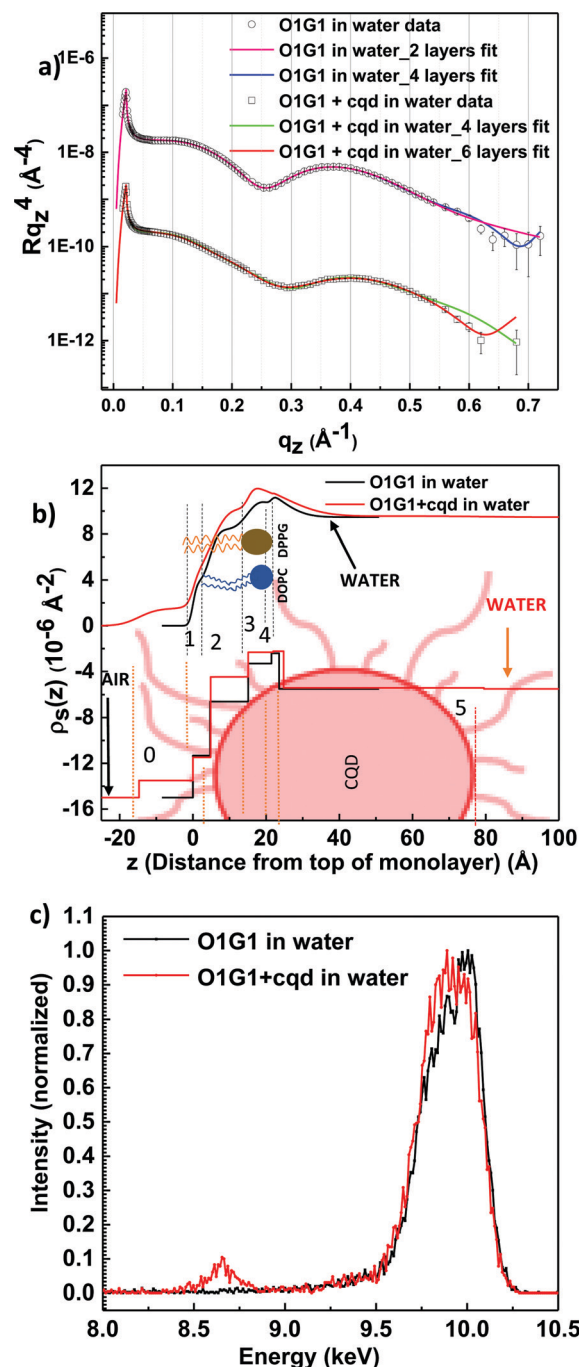 a)
O1G1 in water data
O1G1 in water_2 layers fit
O1G1 in water_4 layers fit
O1G1 + cqd in water data
O1G1 + cqd in water_4 layers fit
O1G1 + cqd in water_6 layers fit
1E-4
1E-6
1E-8
1E-10
1E-12
Rqz^4 (Å^-4)
0.0 0.1 0.2 0.3 0.4 0.5 0.6 0.7
qz (Å^-1)
b)
O1G1 in water
O1G1+cqd in water
12
8
4
0
-4
-8
-12
-16
ρs(z) (10^-6 Å^-2)
DPPG
DOPC
WATER
WATER
AIR
0
1
2
3
4
5
CQD
-20 0 20 40 60 80 100
z (Distance from top of monolayer) (Å)
c)
O1G1 in water
O1G1+cqd in water
1.1
1.0
0.9
0.8
0.7
0.6
0.5
0.4
0.3
0.2
0.1
0.0
Intensity (normalized)
8.0 8.5 9.0 9.5 10.0 10.5
Energy (keV)